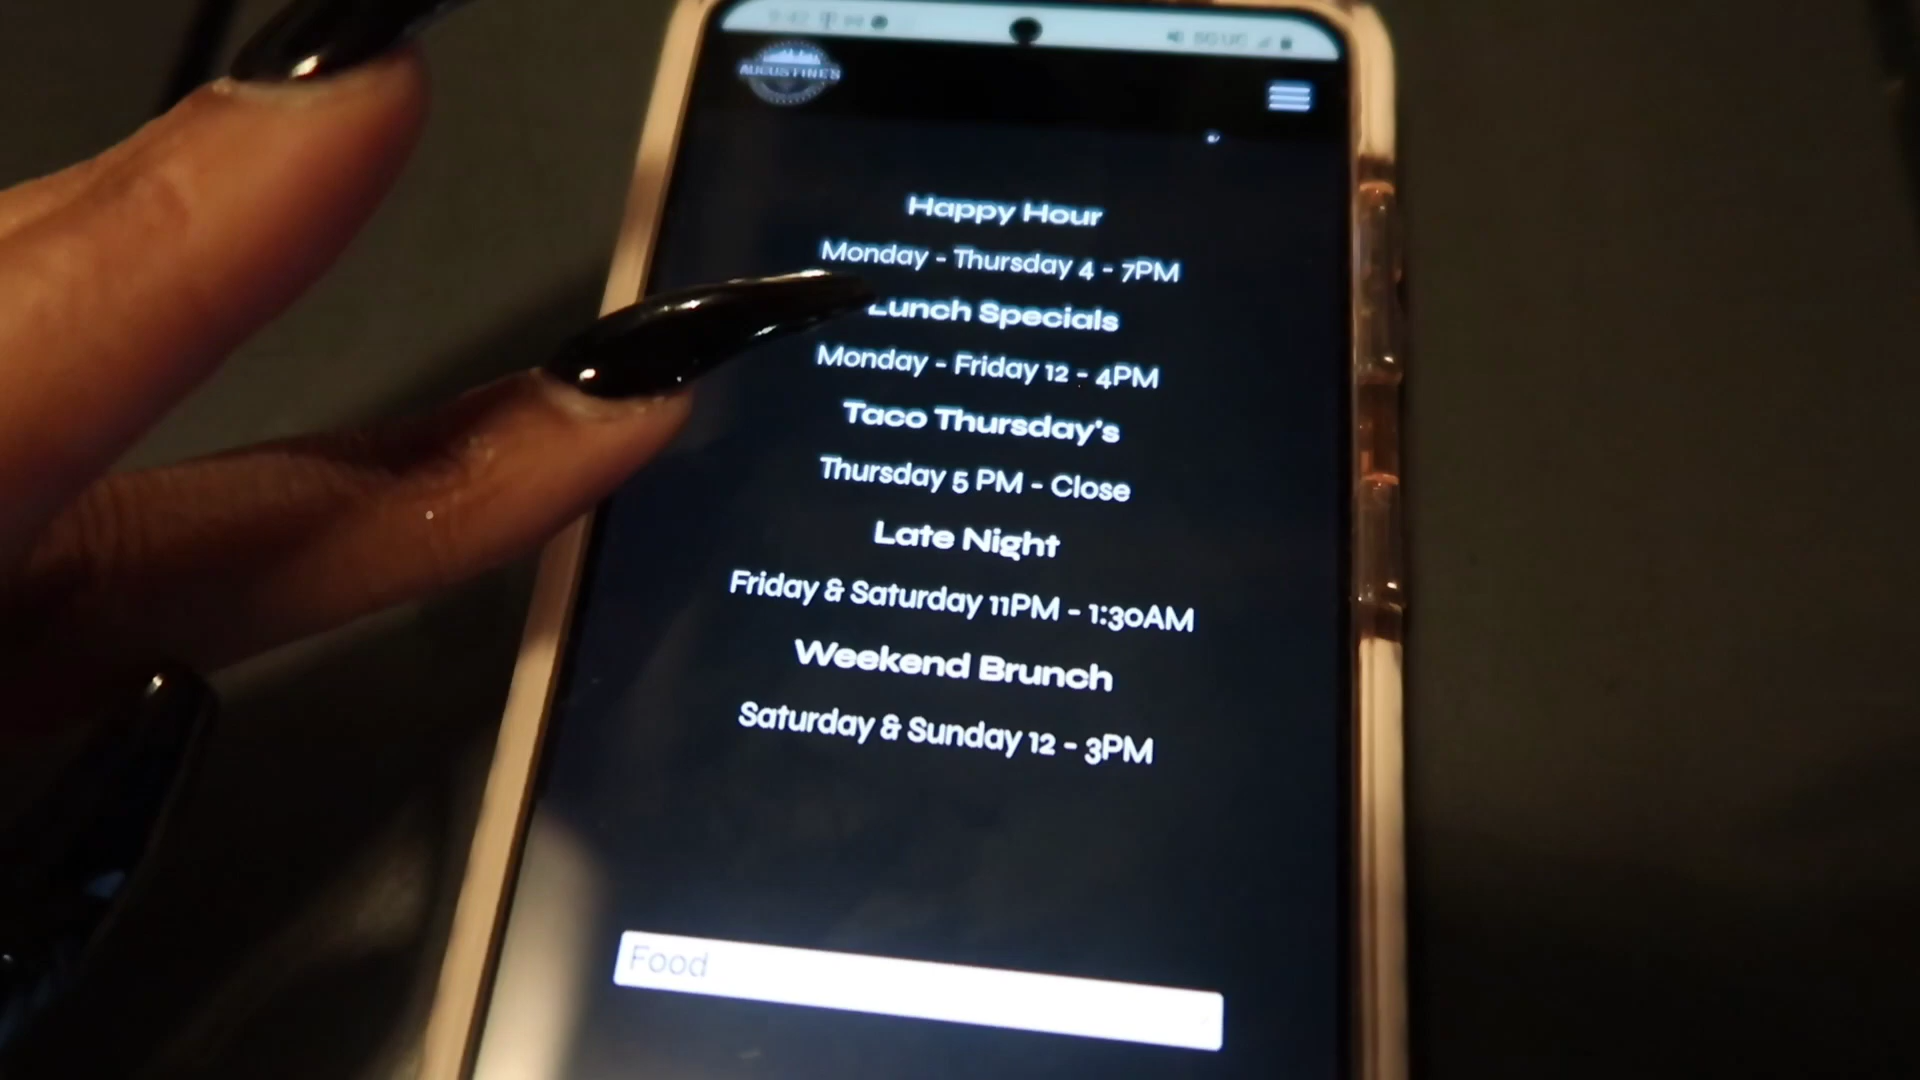 AUGUSTINE'S
Happy Hour
Monday - Thursday 4 - 7PM
Lunch Specials
Monday - Friday 12 - 4PM
Taco Thursday's
Thursday 5 PM - Close
Late Night
Friday & Saturday 11PM - 1:30AM
Weekend Brunch
Saturday & Sunday 12 - 3PM
Food